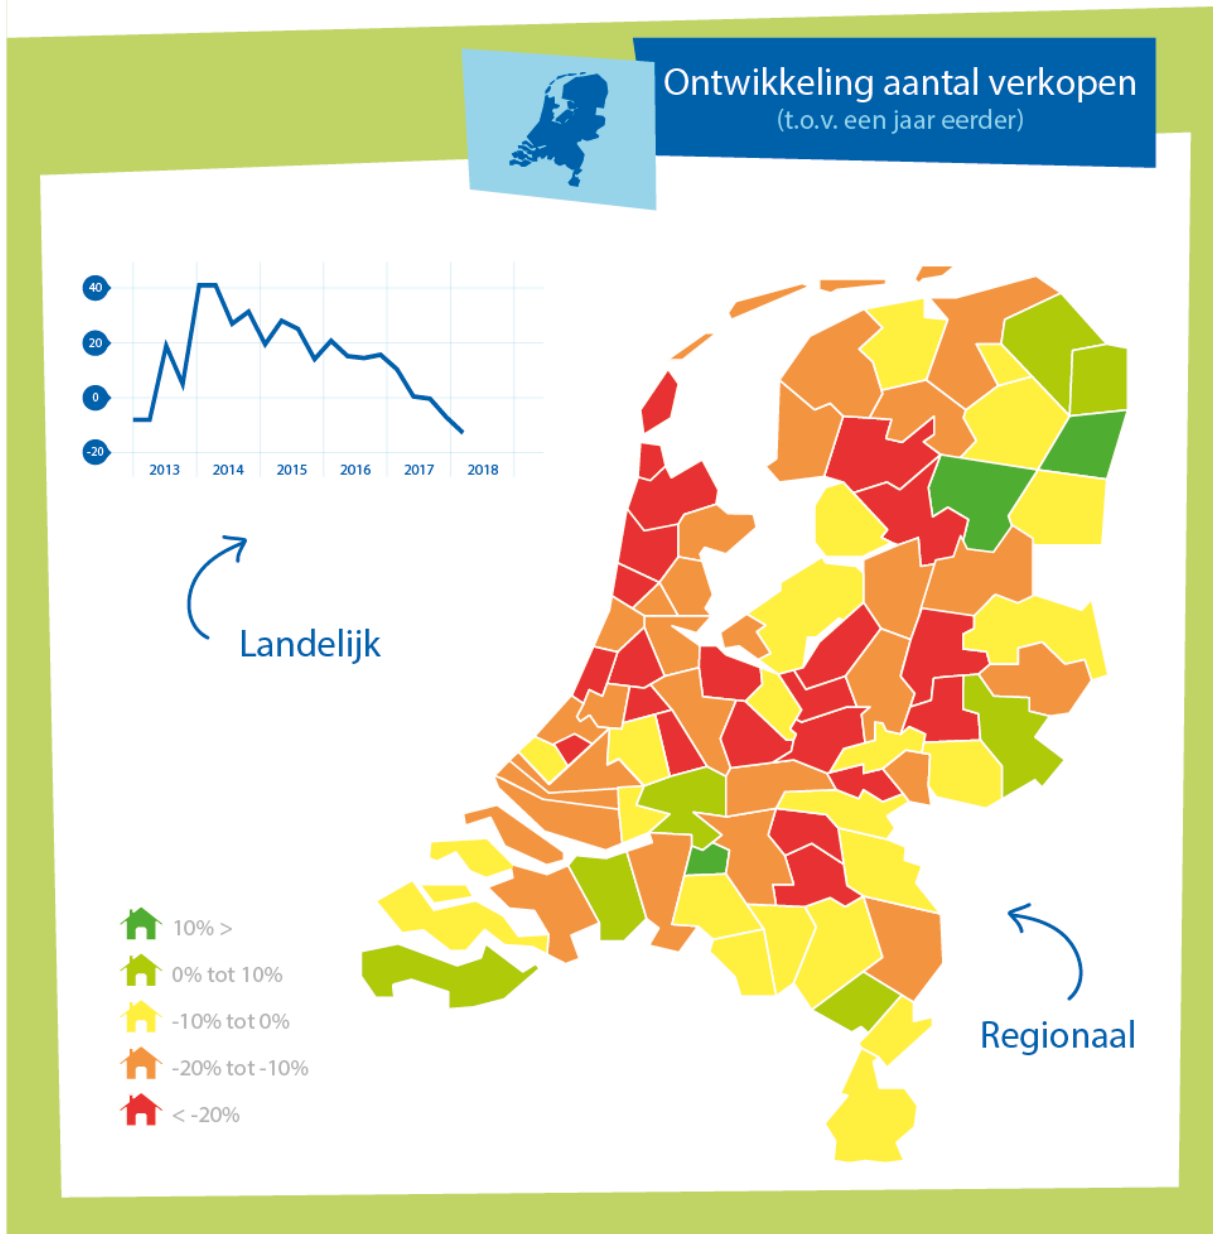 Ontwikkeling aantal verkopen
(t.o.v. een jaar eerder)
40
20
0
-20
2013 2014 2015 2016 2017 2018
Landelijk
10% >
0% tot 10%
-10% tot 0%
-20% tot -10%
< -20%
Regionaal